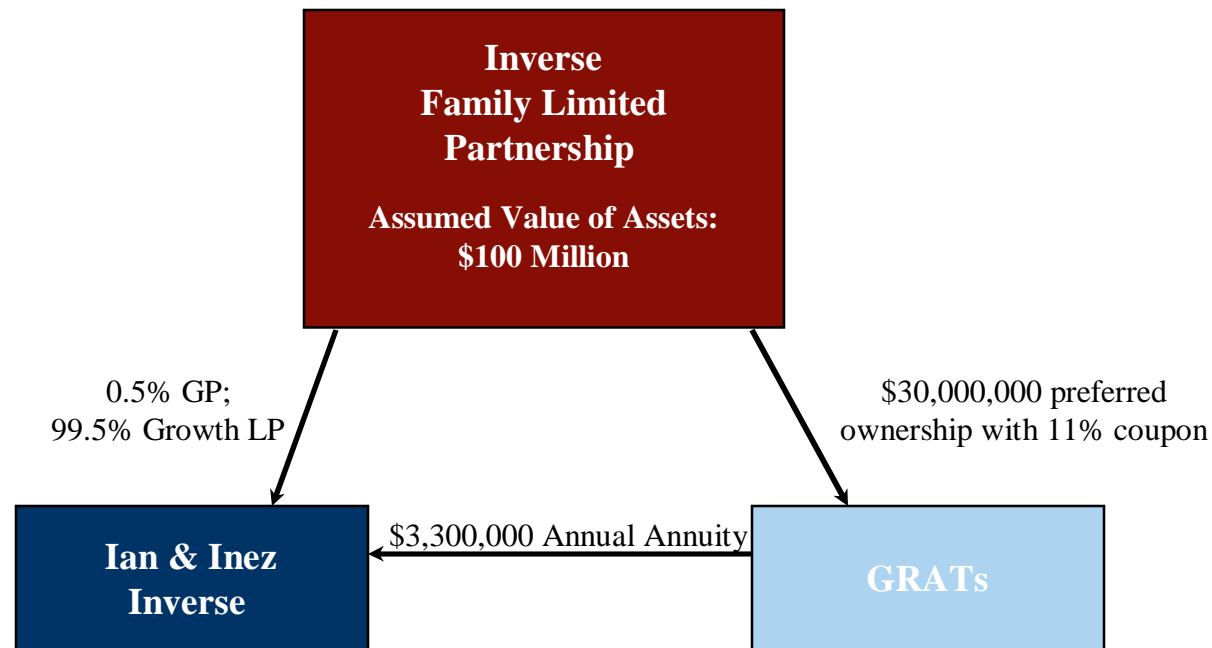 Inverse
Family Limited
Partnership
Assumed Value of Assets:
$100 Million
0.5% GP;
99.5% Growth LP
$30,000,000 preferred
ownership with 11% coupon
Ian & Inez
Inverse
$3,300,000 Annual Annuity
GRATs